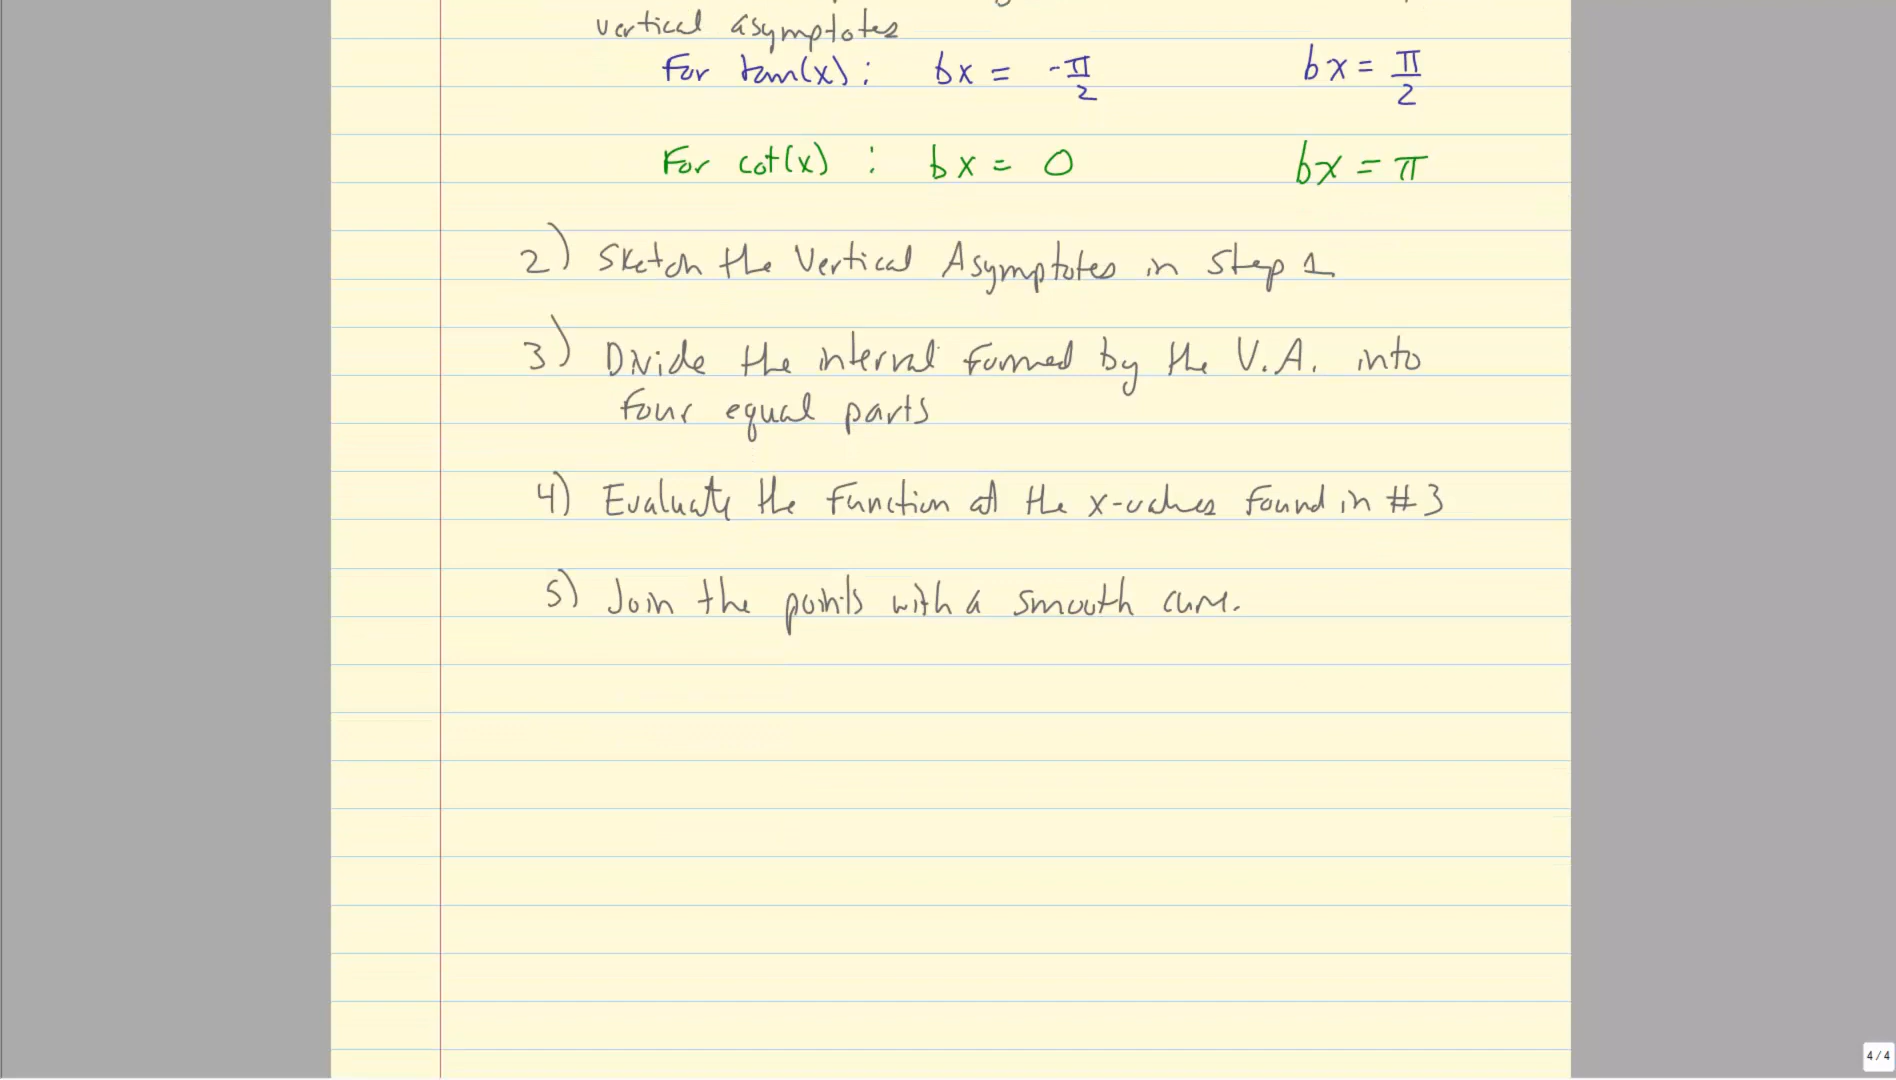 vertical asymptotes
For tan(x): bx = -π/2 bx = π/2
For cot(x) : bx = 0 bx = π
2) Sketch the Vertical Asymptotes in Step 1
3) Divide the interval formed by the V.A. into
four equal parts
4) Evaluate the function at the x-values found in #3
5) Join the points with a smooth curve.
4/4